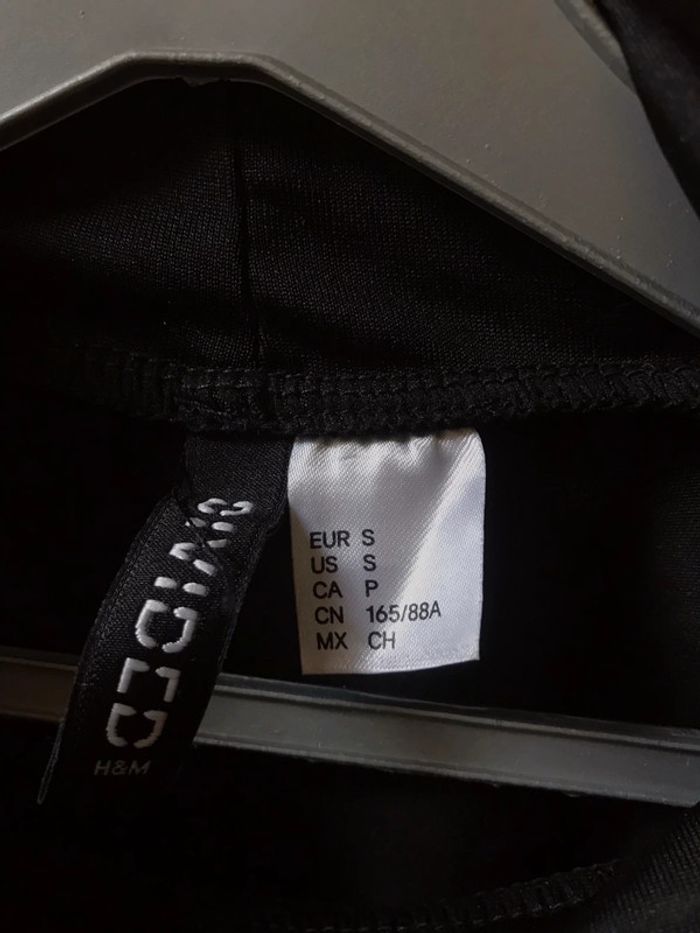 DIVIDED
H&M
EUR S
US S
CA P
CN 165/88A
MX CH